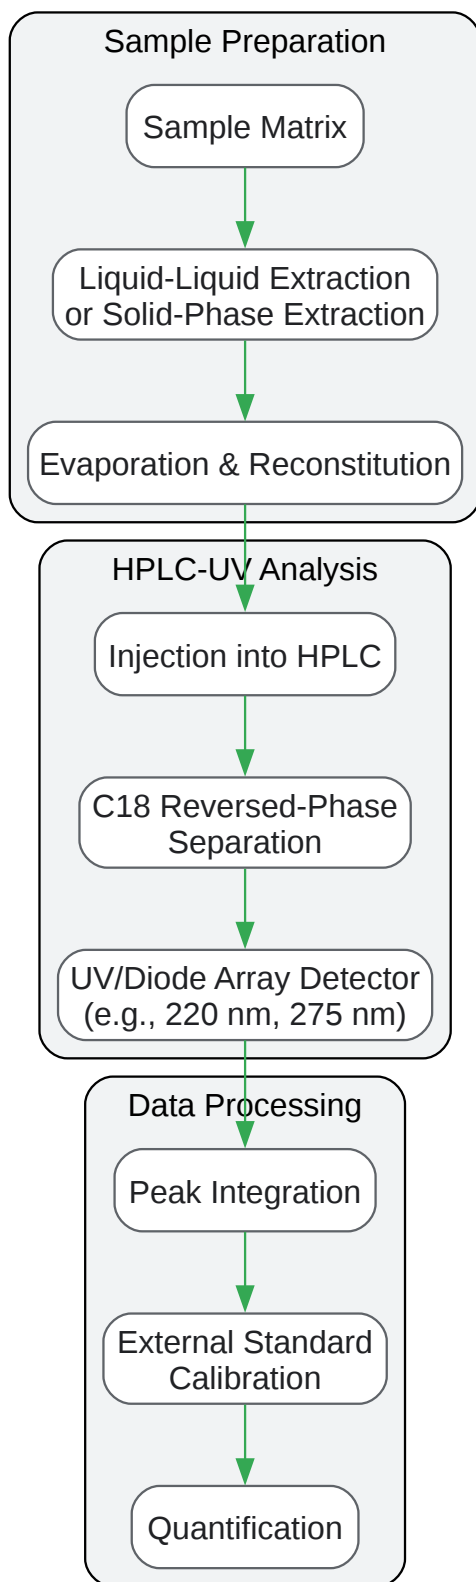 Sample Preparation
Sample Matrix
Liquid-Liquid Extraction
or Solid-Phase Extraction
Evaporation & Reconstitution
HPLC-UV Analysis
Injection into HPLC
C18 Reversed-Phase
Separation
UV/Diode Array Detector
(e.g., 220 nm, 275 nm)
Data Processing
Peak Integration
External Standard
Calibration
Quantification